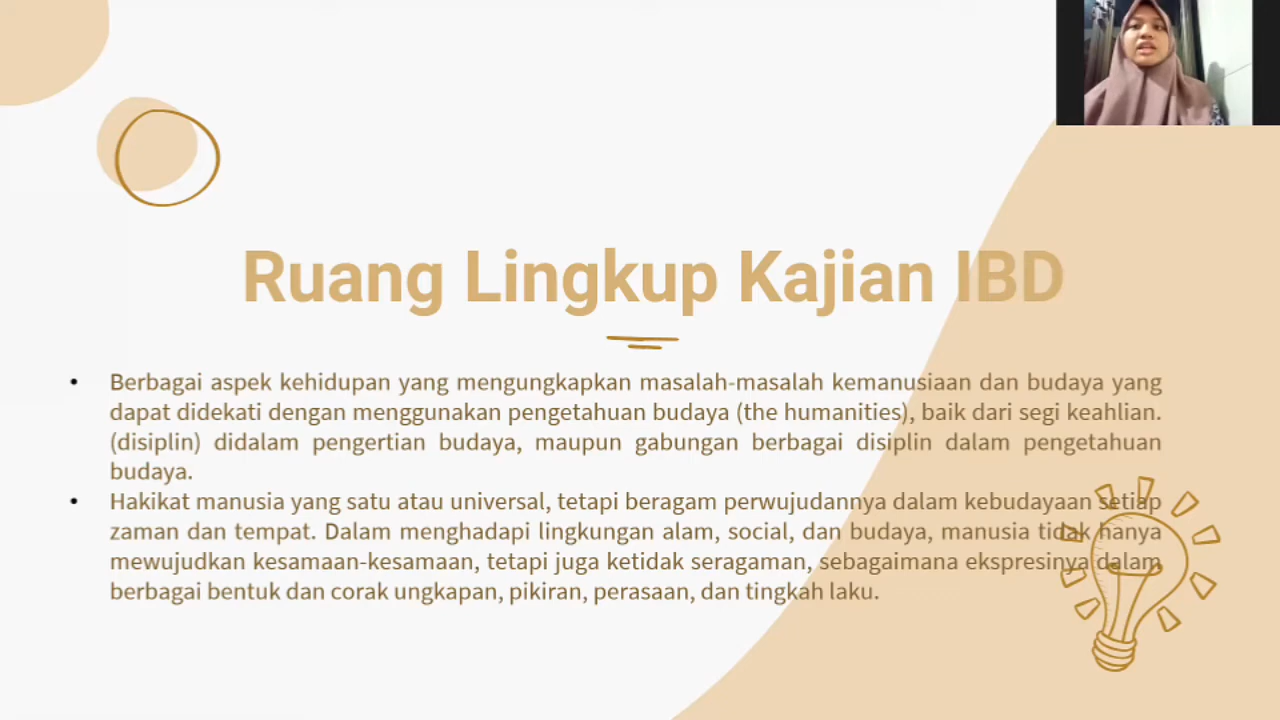 Ruang Lingkup Kajian IBD
• Berbagai aspek kehidupan yang mengungkapkan masalah-masalah kemanusiaan dan budaya yang
dapat didekati dengan menggunakan pengetahuan budaya (the humanities), baik dari segi keahlian.
(disiplin) didalam pengertian budaya, maupun gabungan berbagai disiplin dalam pengetahuan
budaya.
• Hakikat manusia yang satu atau universal, tetapi beragam perwujudannya dalam kebudayaan setiap
zaman dan tempat. Dalam menghadapi lingkungan alam, social, dan budaya, manusia tidak hanya
mewujudkan kesamaan-kesamaan, tetapi juga ketidak seragaman, sebagaimana ekspresinya dalam
berbagai bentuk dan corak ungkapan, pikiran, perasaan, dan tingkah laku.